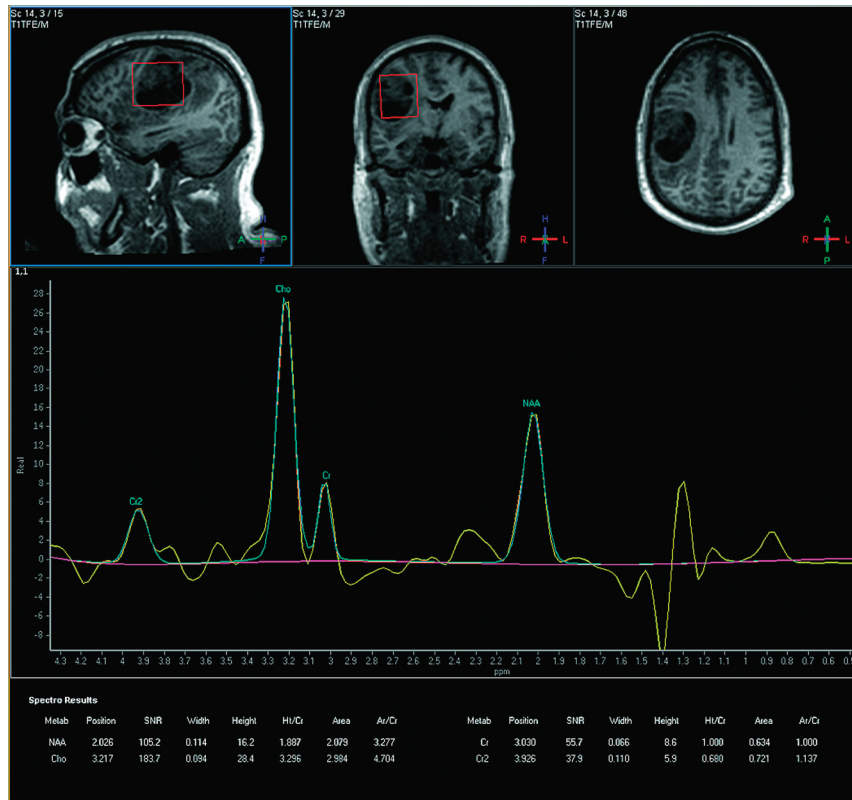 Sc 14, 3 / 15
T1TFE/M
Sc 14, 3 / 29
T1TFE/M
Sc 14, 3 / 48
T1TFE/M
H
A P
F
H
R L
F
A
R L
P
1,1
Cho
NAA
Cr
Cr2
28
26
24
22
20
18
16
14
12
10
8
6
4
2
0
-2
-4
-6
-8
Real
4.3 4.2 4.1 4 3.9 3.8 3.7 3.6 3.5 3.4 3.3 3.2 3.1 3 2.9 2.8 2.7 2.6 2.5 2.4 2.3 2.2 2.1 2 1.9 1.8 1.7 1.6 1.5 1.4 1.3 1.2 1.1 1 0.9 0.8 0.7 0.6 0.5
ppm
Spectro Results
Metab Position SNR Width Height Ht/Cr Area Ar/Cr Metab Position SNR Width Height Ht/Cr Area Ar/Cr
NAA 2.026 105.2 0.114 16.2 1.887 2.079 3.277 Cr 3.030 55.7 0.066 8.6 1.000 0.634 1.000
Cho 3.217 183.7 0.094 28.4 3.296 2.984 4.704 Cr2 3.926 37.9 0.110 5.9 0.680 0.721 1.137